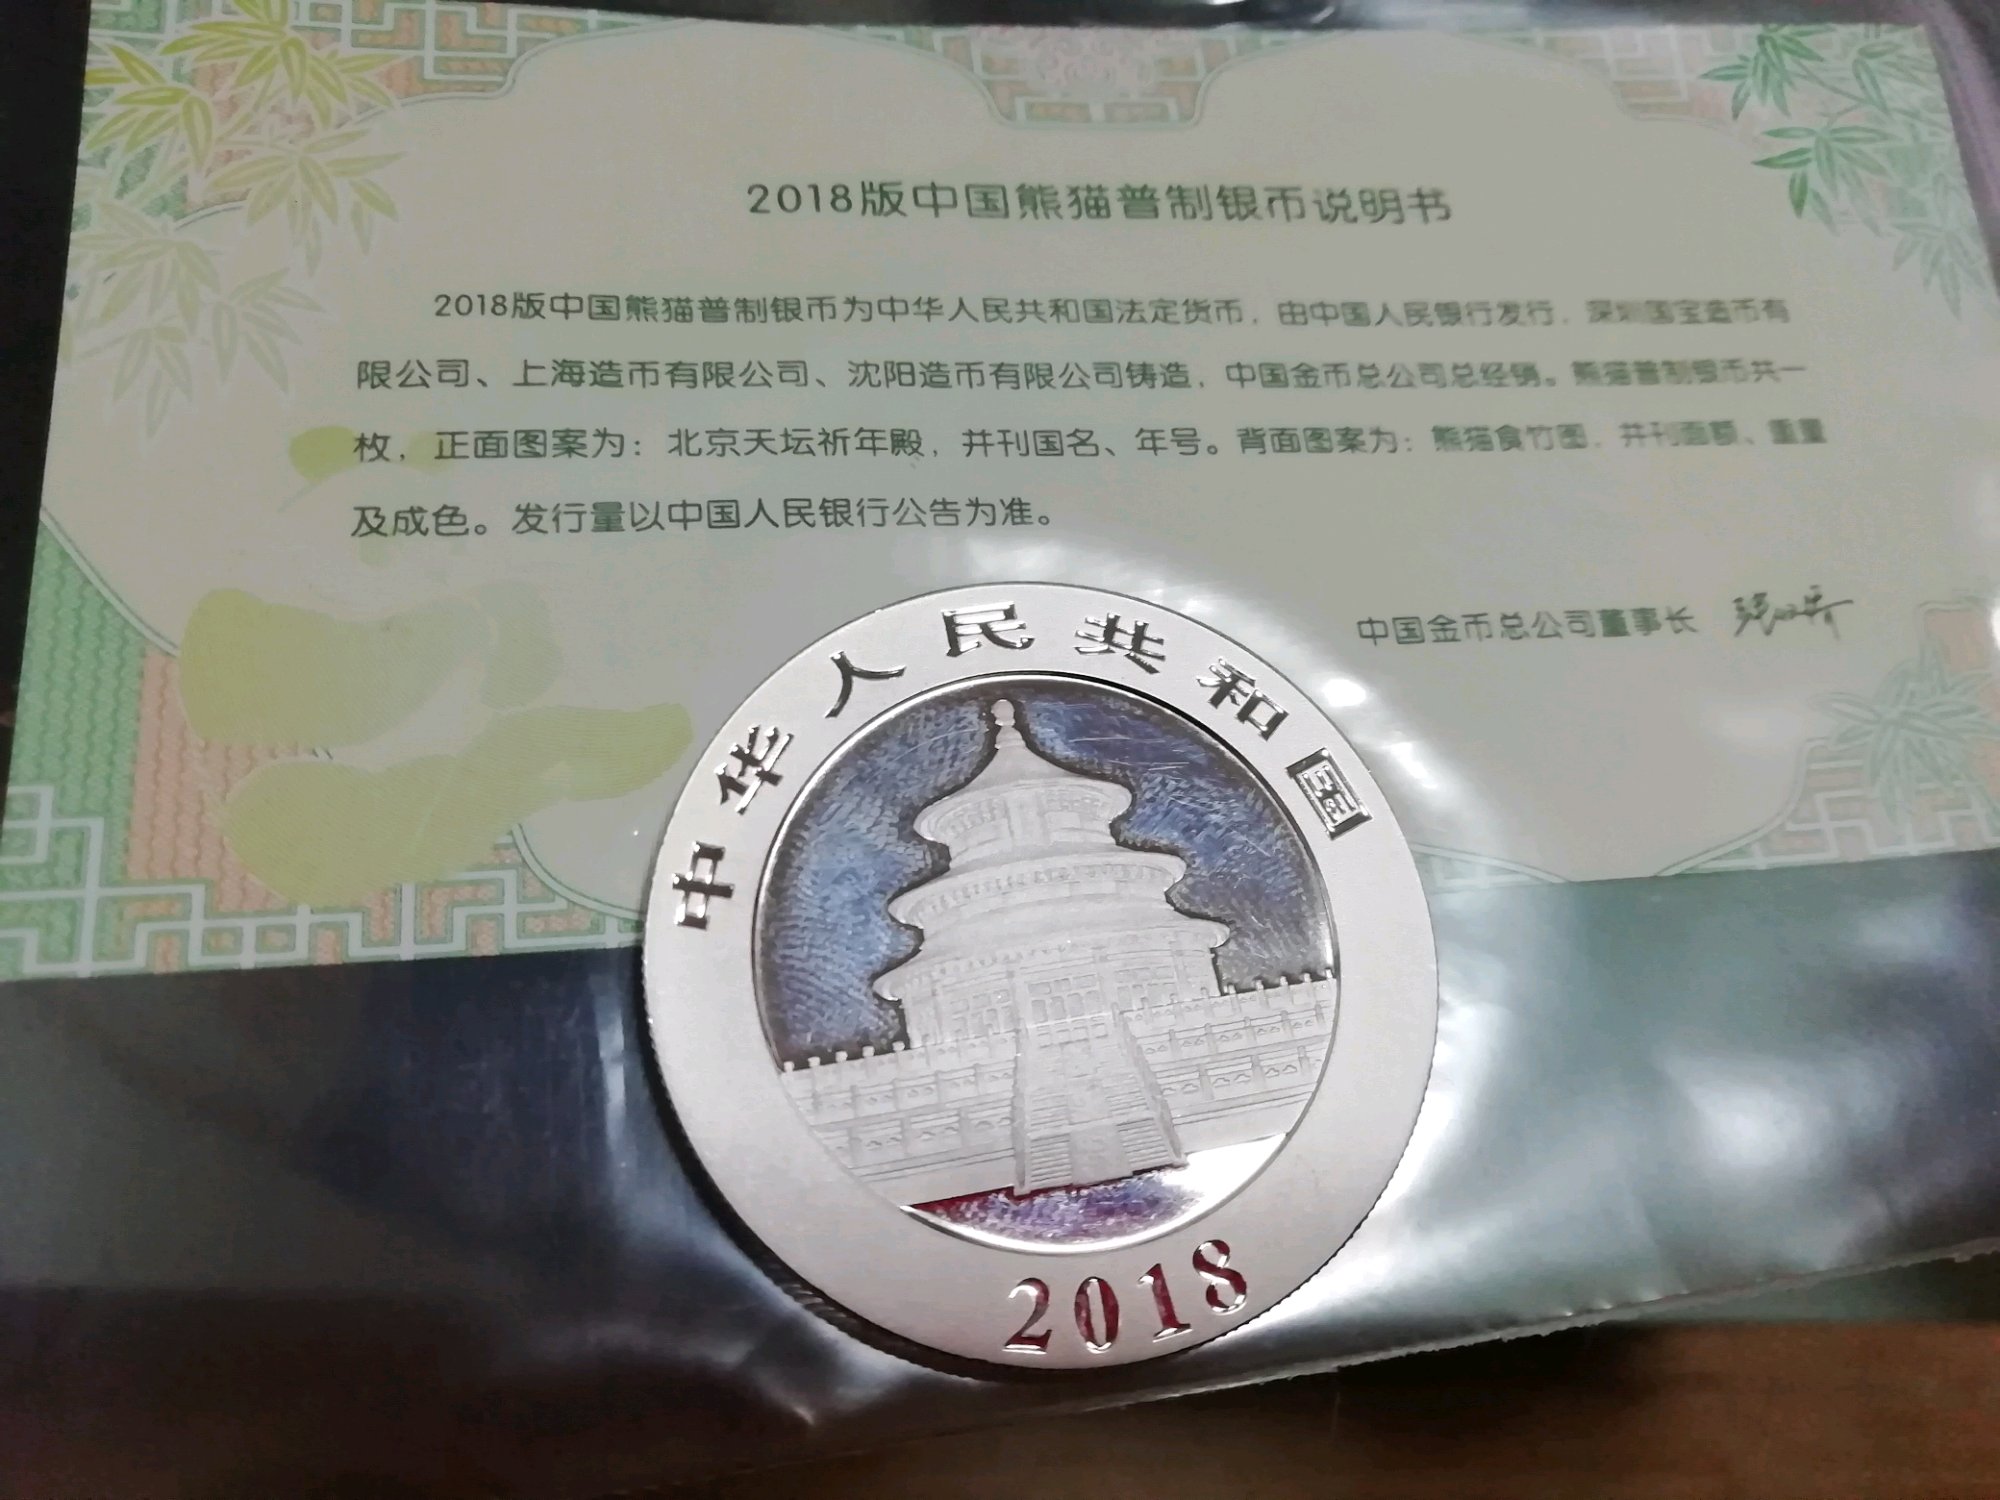 2018版中国熊猫普制银币说明书
2018版中国熊猫普制银币为中华人民共和国法定货币，由中国人民银行发行，深圳国宝造币有
限公司、上海造币有限公司、沈阳造币有限公司铸造，中国金币总公司总经销。熊猫普制银币共一
枚，正面图案为：北京天坛祈年殿，并刊国名、年号。背面图案为：熊猫食竹图，并刊面额、重量
及成色。发行量以中国人民银行公告为准。
中国金币总公司董事长
中华人民共和国
2018